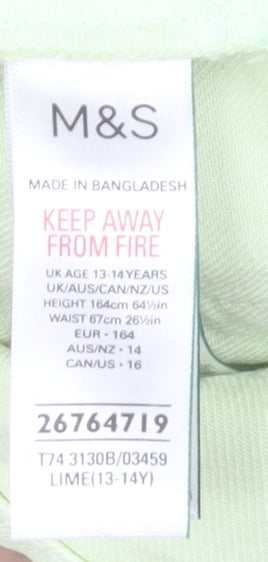 M&S
MADE IN BANGLADESH
KEEP AWAY
FROM FIRE
UK AGE 13-14YEARS
UK/AUS/CAN/NZ/US
HEIGHT 164cm 64½in
WAIST 67cm 26½in
EUR - 164
AUS/NZ - 14
CAN/US - 16
26764719
T74 3130B/03459
LIME(13-14Y)